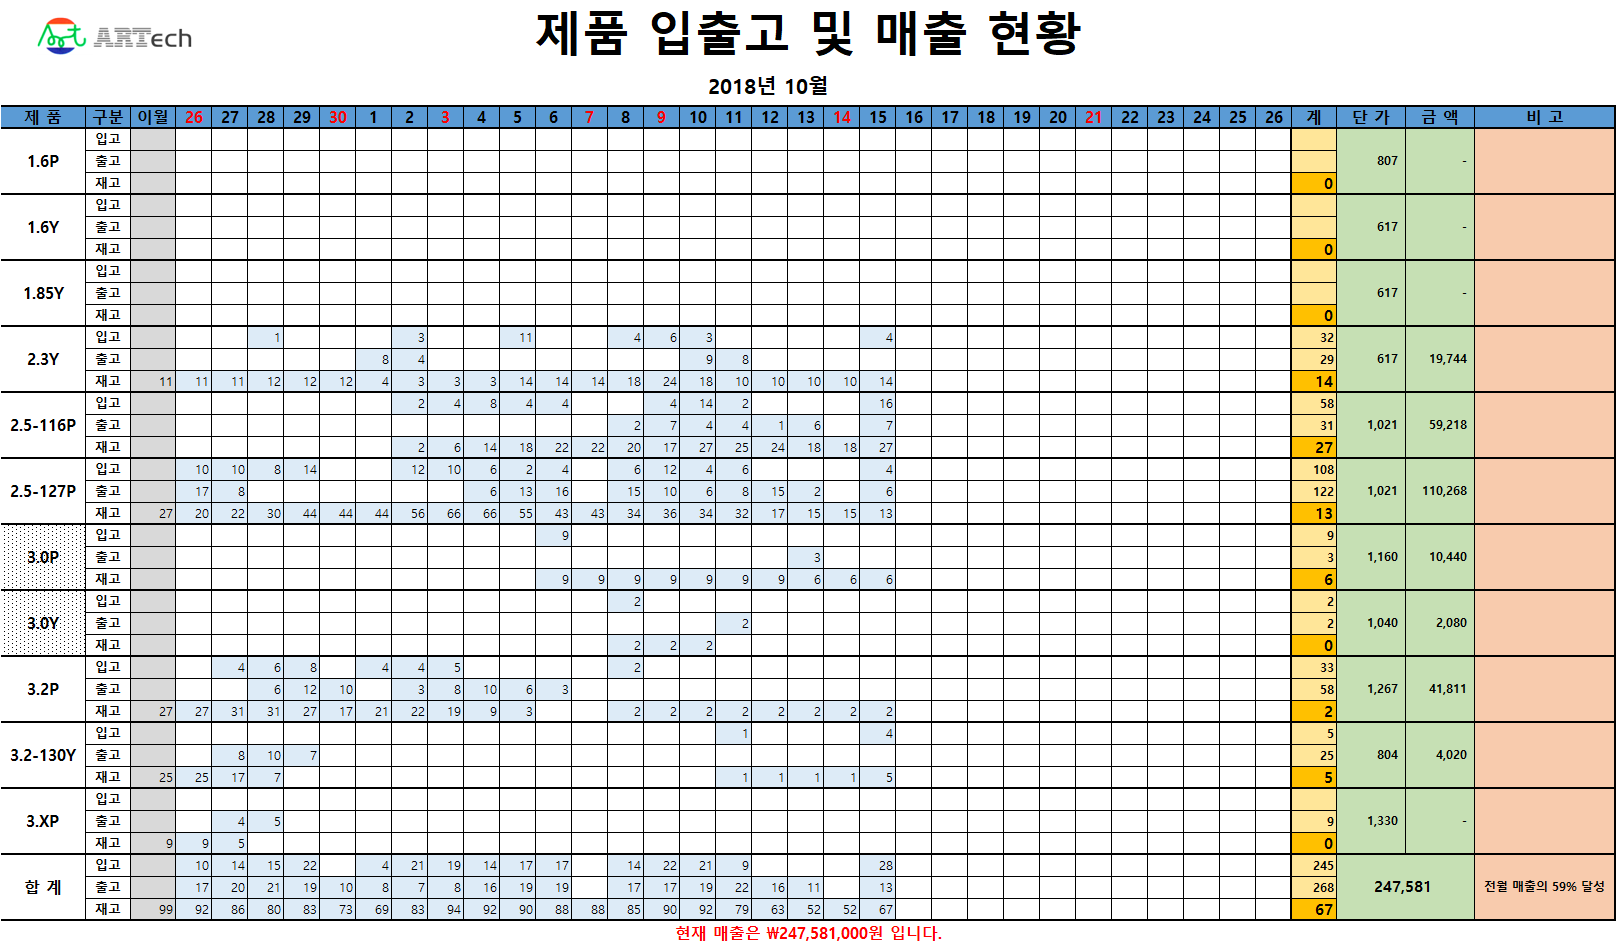 Art ARTech
제품 입출고 및 매출 현황
2018년 10월
제 품 구분 이월 26 27 28 29 30 1 2 3 4 5 6 7 8 9 10 11 12 13 14 15 16 17 18 19 20 21 22 23 24 25 26 계 단 가 금 액 비 고
입고
1.6P 출고 807 -
재고 0
입고
1.6Y 출고 617 -
재고 0
입고
1.85Y 출고 617 -
재고 0
입고 1 3 11 4 6 3 4 32
2.3Y 출고 8 4 9 8 29 617 19,744
재고 11 11 11 12 12 12 4 3 3 3 14 14 14 18 24 18 10 10 10 10 14 14
입고 2 4 8 4 4 4 14 2 16 58
2.5-116P 출고 2 7 4 4 1 6 7 31 1,021 59,218
재고 2 6 14 18 22 22 20 17 27 25 24 18 18 27 27
입고 10 10 8 14 12 10 6 2 4 6 12 4 6 4 108
2.5-127P 출고 17 8 6 13 16 15 10 6 8 15 2 6 122 1,021 110,268
재고 27 20 22 30 44 44 44 56 66 66 55 43 43 34 36 34 32 17 15 15 13 13
입고 9 9
3.0P 출고 3 3 1,160 10,440
재고 9 9 9 9 9 9 9 6 6 6 6
입고 2 2
3.0Y 출고 2 2 1,040 2,080
재고 2 2 2 0
입고 4 6 8 4 4 5 2 33
3.2P 출고 6 12 10 3 8 10 6 3 58 1,267 41,811
재고 27 27 31 31 27 17 21 22 19 9 3 2 2 2 2 2 2 2 2 2
입고 1 4 5
3.2-130Y 출고 8 10 7 25 804 4,020
재고 25 25 17 7 1 1 1 1 5 5
입고
3.XP 출고 4 5 9 1,330 -
재고 9 9 5 0
입고 10 14 15 22 4 21 19 14 17 17 14 22 21 9 28 245
합 계 출고 17 20 21 19 10 8 7 8 16 19 19 17 17 19 22 16 11 13 268 247,581 전월 매출의 59% 달성
재고 99 92 86 80 83 73 69 83 94 92 90 88 88 85 90 92 79 63 52 52 67 67
현재 매출은 ₩247,581,000원 입니다.